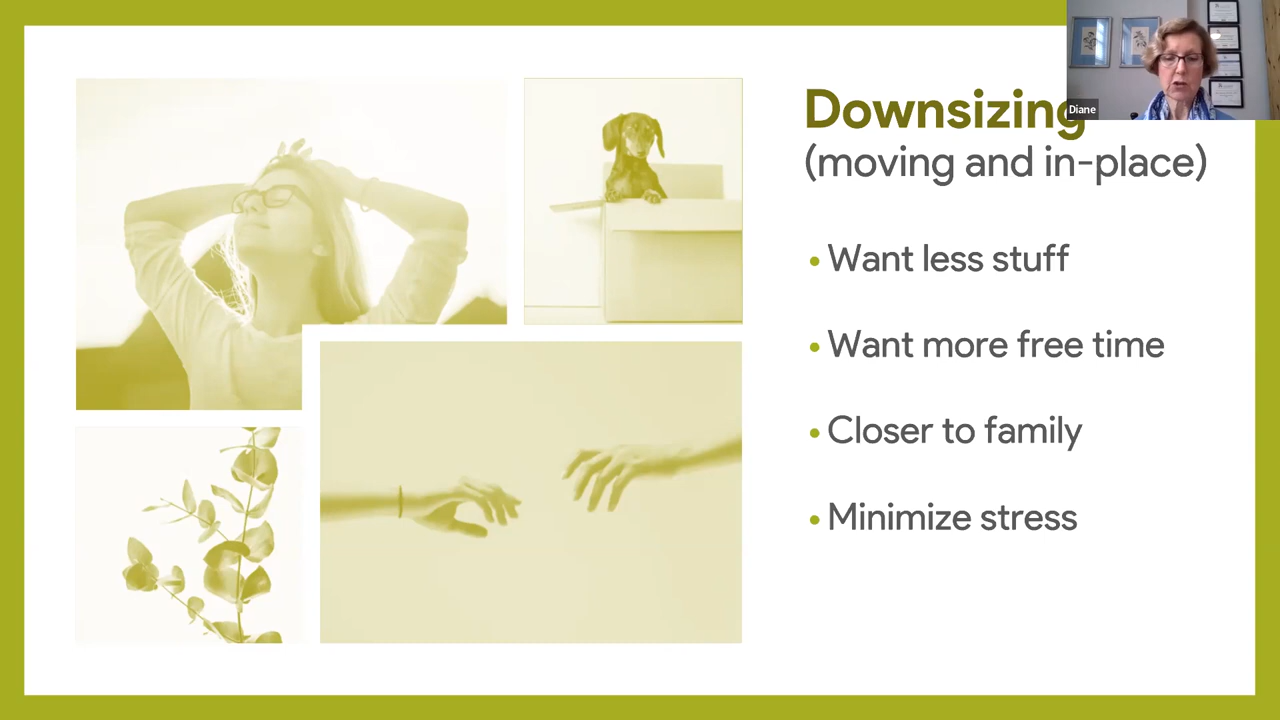 Downsizing
(moving and in-place)
• Want less stuff
• Want more free time
• Closer to family
• Minimize stress
Diane